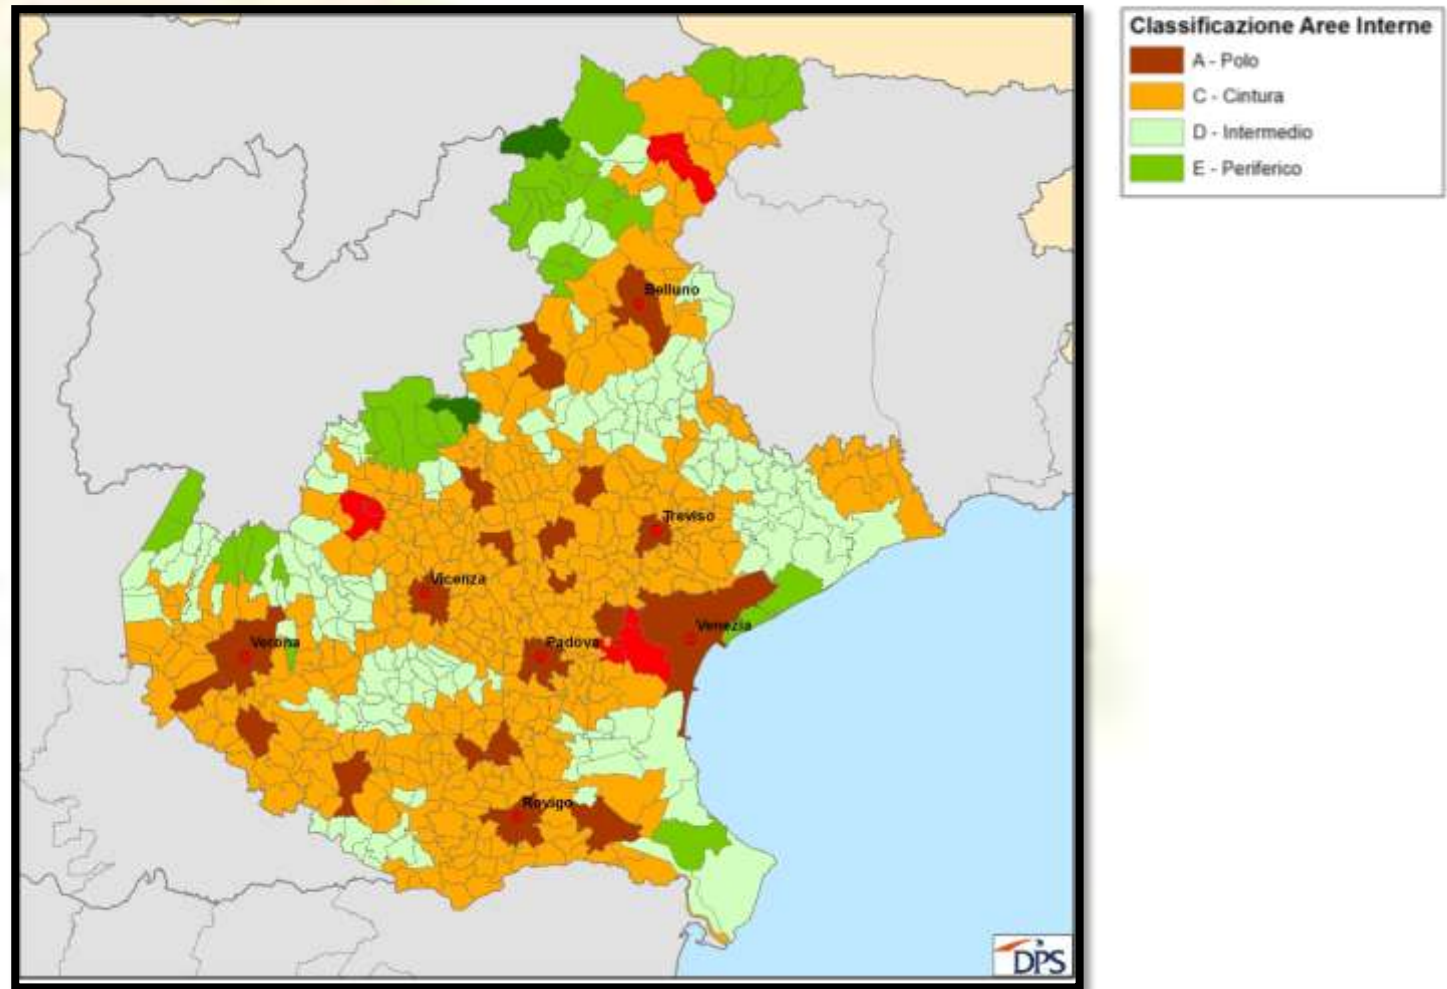 Classificazione Aree Interne
A - Polo
C - Cintura
D - Intermedio
E - Periferico
Belluno
Treviso
Vicenza
Venezia
Verona
Padova
Rovigo
DPS